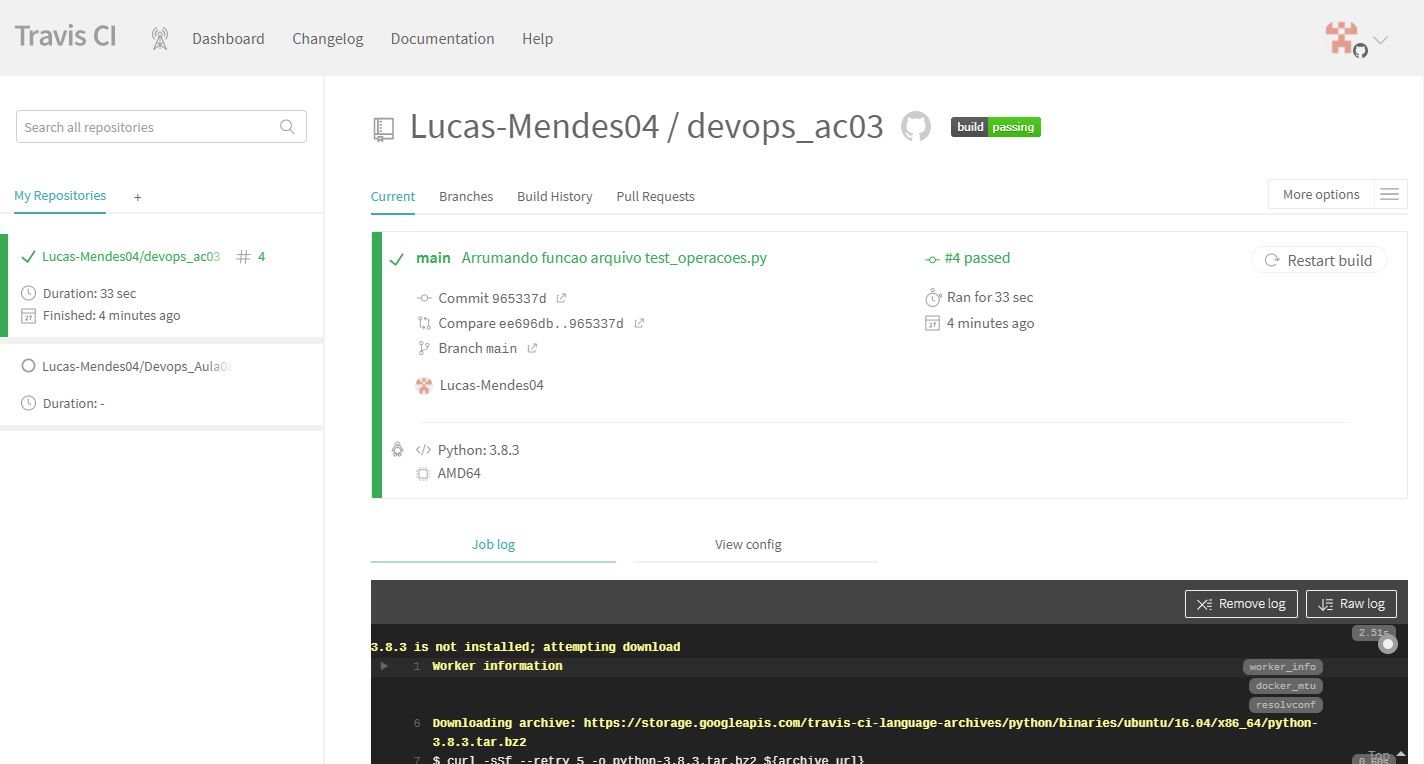 Travis CI
Dashboard
Changelog
Documentation
Help
Search all repositories
My Repositories
+
Lucas-Mendes04/devops_ac03
# 4
Duration: 33 sec
Finished: 4 minutes ago
Lucas-Mendes04/Devops_Aula
Duration: -
Lucas-Mendes04 / devops_ac03
build passing
Current
Branches
Build History
Pull Requests
More options
main Arrumando funcao arquivo test_operacoes.py
#4 passed
Restart build
Commit 965337d
Ran for 33 sec
Compare ee696db..965337d
4 minutes ago
Branch main
Lucas-Mendes04
</> Python: 3.8.3
AMD64
Job log
View config
Remove log
Raw log
2.51s
3.8.3 is not installed; attempting download
1 Worker information
worker_info
docker_mtu
resolvconf
6 Downloading archive: https://storage.googleapis.com/travis-ci-language-archives/python/binaries/ubuntu/16.04/x86_64/python-
3.8.3.tar.bz2
7 $ curl -sSf --retry 5 -o python-3.8.3.tar.bz2 ${archive_url}
Top